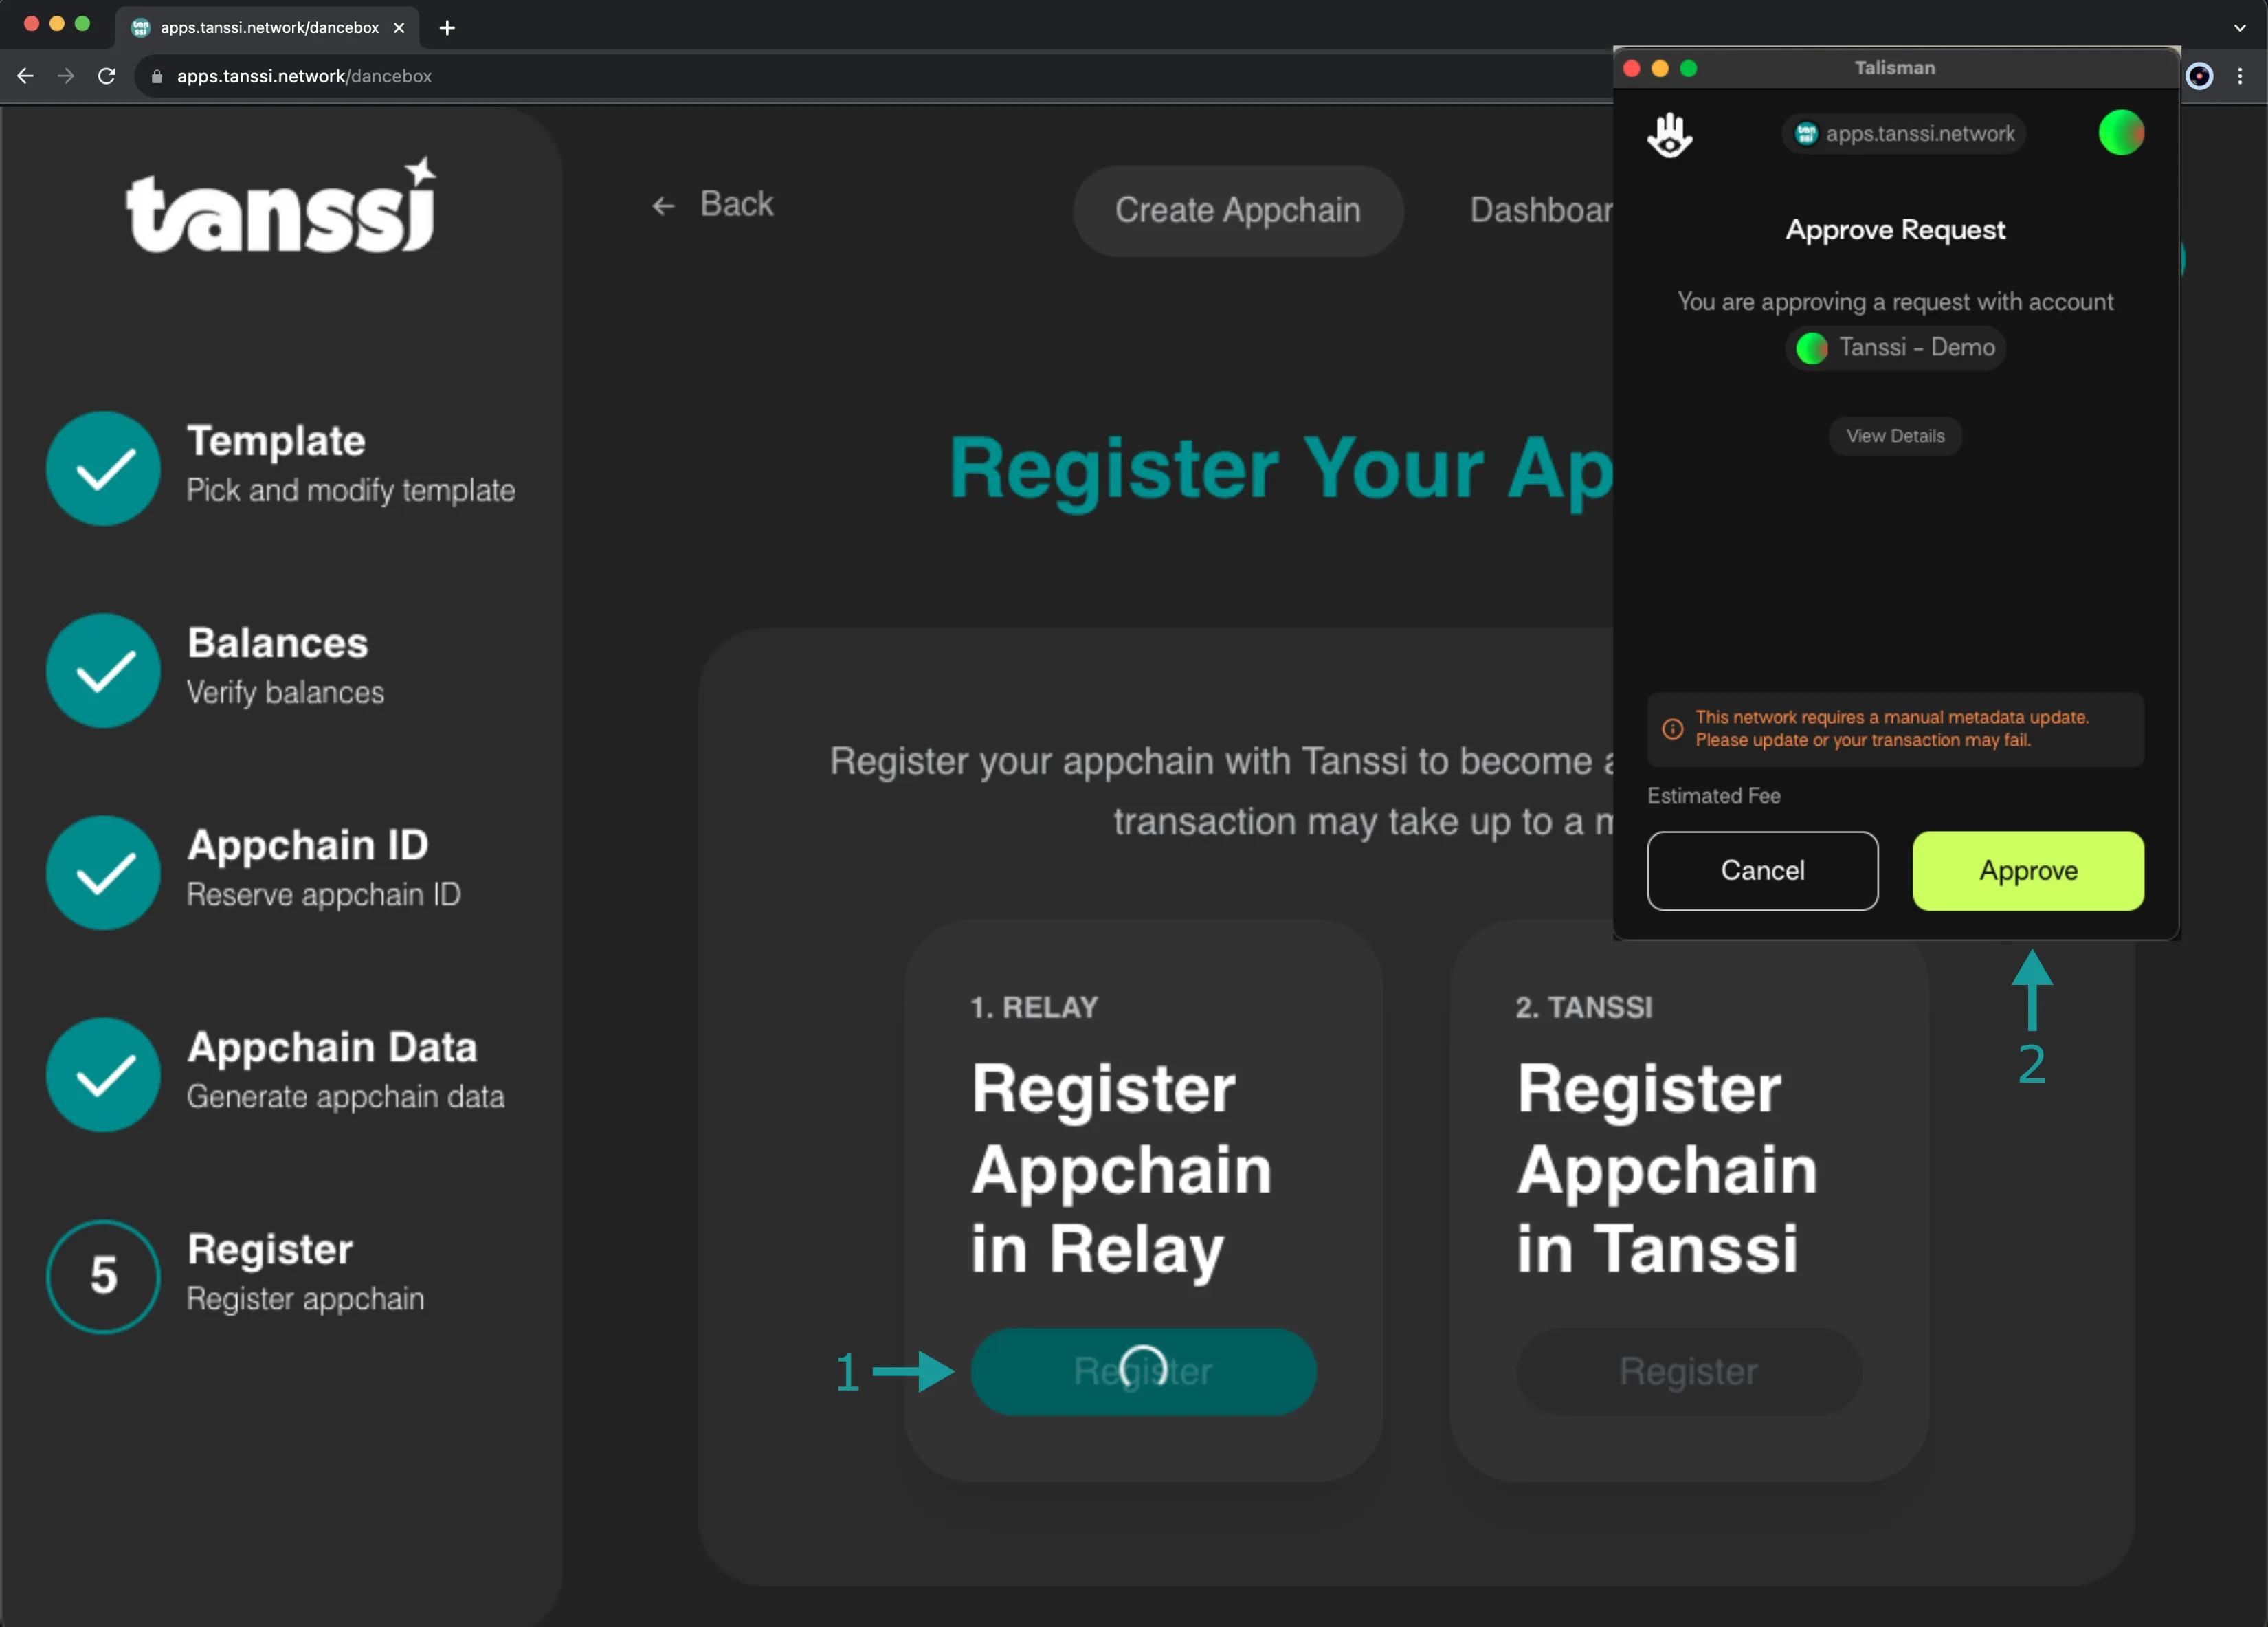 apps.tanssi.network/dancebox
apps.tanssi.network/dancebox
tanssi
Template
Pick and modify template
Balances
Verify balances
Appchain ID
Reserve appchain ID
Appchain Data
Generate appchain data
5
Register
Register appchain
Back
Create Appchain
Dashboar
Register Your Ap
Register your appchain with Tanssi to become a
transaction may take up to a m
1. RELAY
Register
Appchain
in Relay
Register
1
2. TANSSI
Register
Appchain
in Tanssi
Register
Talisman
tanssi
apps.tanssi.network
Approve Request
You are approving a request with account
Tanssi - Demo
View Details
This network requires a manual metadata update.
Please update or your transaction may fail.
Estimated Fee
Cancel
Approve
2